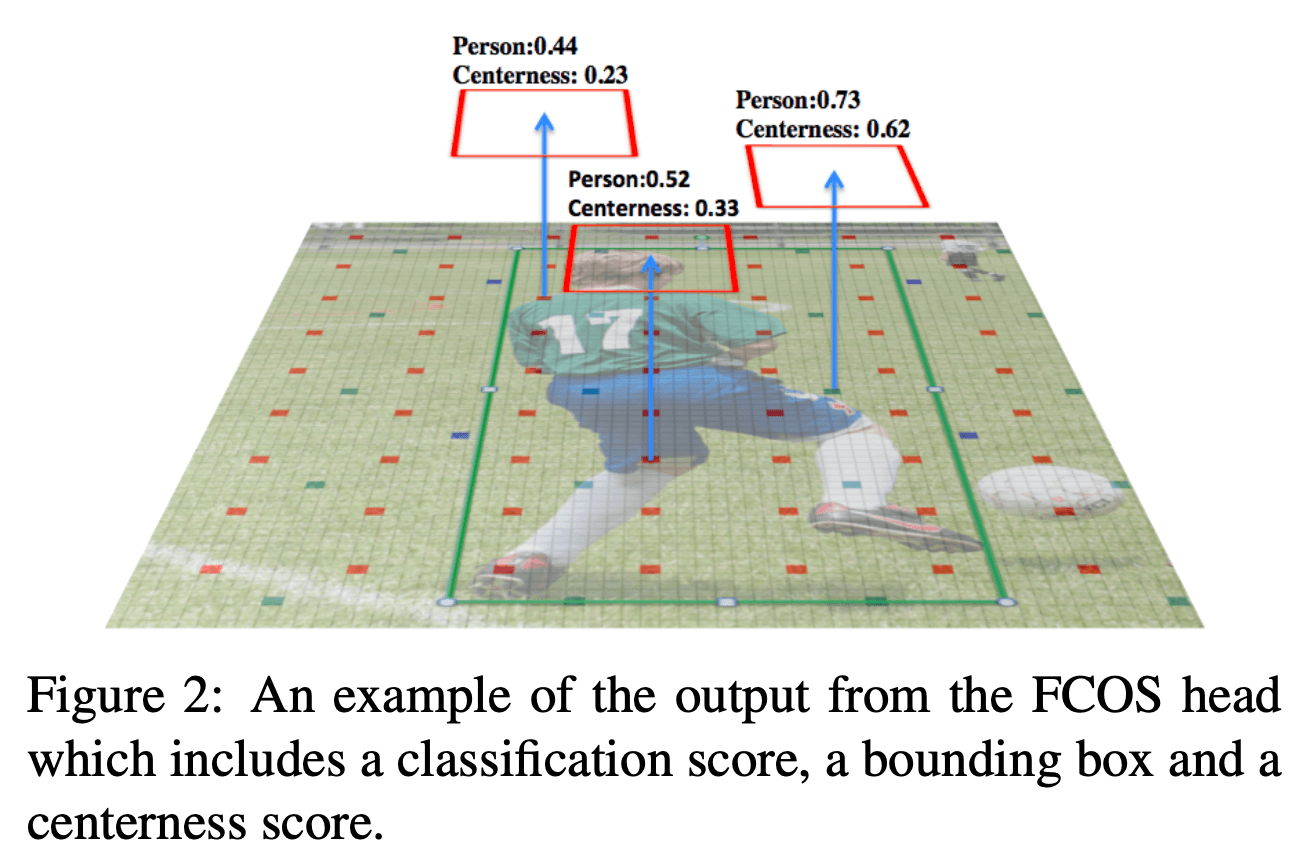 Person:0.44
Centerness: 0.23
Person:0.73
Centerness: 0.62
Person:0.52
Centerness: 0.33
17
Figure 2: An example of the output from the FCOS head
which includes a classification score, a bounding box and a
centerness score.